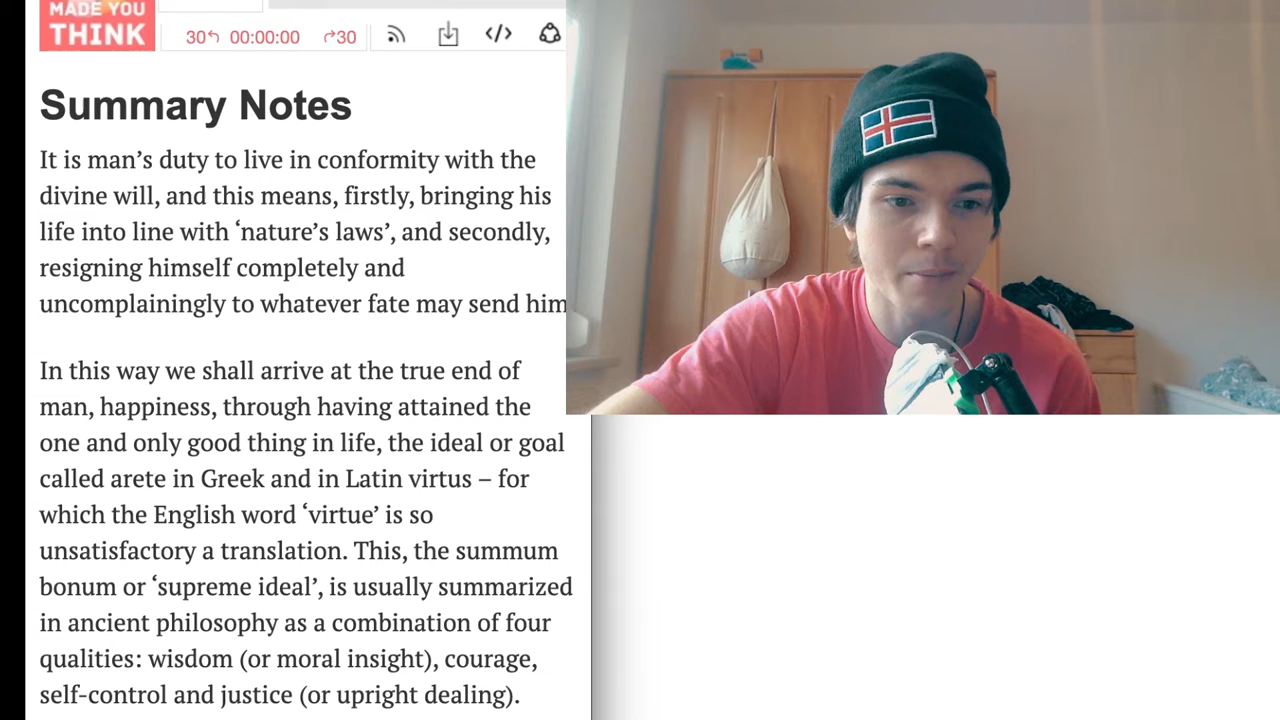 MADE YOU
THINK
30 00:00:00 30
Summary Notes
It is man’s duty to live in conformity with the
divine will, and this means, firstly, bringing his
life into line with ‘nature’s laws’, and secondly,
resigning himself completely and
uncomplainingly to whatever fate may send him
In this way we shall arrive at the true end of
man, happiness, through having attained the
one and only good thing in life, the ideal or goal
called arete in Greek and in Latin virtus – for
which the English word ‘virtue’ is so
unsatisfactory a translation. This, the summum
bonum or ‘supreme ideal’, is usually summarized
in ancient philosophy as a combination of four
qualities: wisdom (or moral insight), courage,
self-control and justice (or upright dealing).